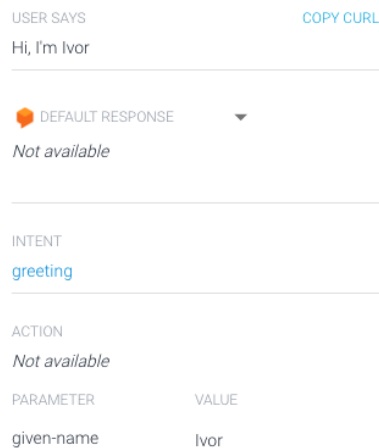 USER SAYS COPY CURL
Hi, I'm Ivor
DEFAULT RESPONSE
Not available
INTENT
greeting
ACTION
Not available
PARAMETER VALUE
given-name Ivor